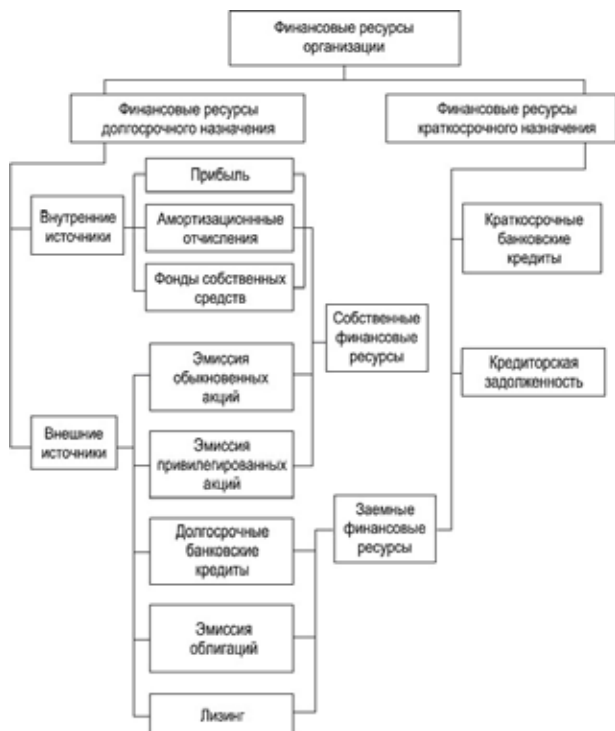 Финансовые ресурсы
организации
Финансовые ресурсы
долгосрочного назначения
Финансовые ресурсы
краткосрочного назначения
Внутренние
источники
Прибыль
Амортизационнные
отчисления
Фонды собственных
средств
Собственные
финансовые
ресурсы
Краткосрочные
банковские
кредиты
Кредиторская
задолженность
Внешние
источники
Эмиссия
обыкновенных
акций
Эмиссия
привилегированных
акций
Долгосрочные
банковские
кредиты
Эмиссия
облигаций
Лизинг
Заемные
финансовые
ресурсы